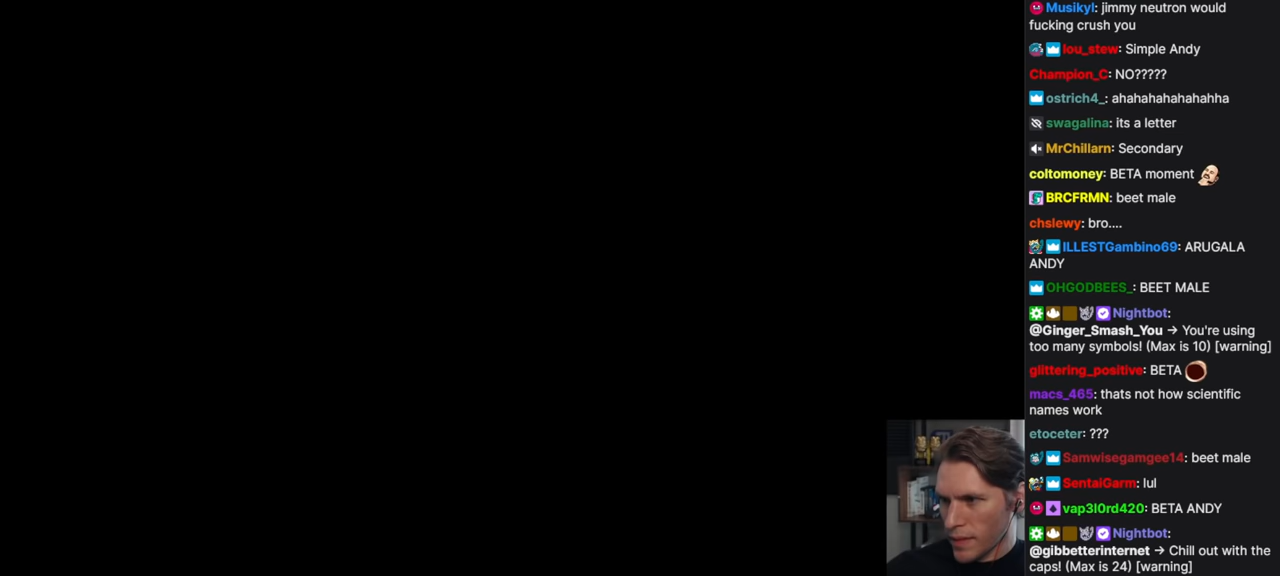 Musikyl: jimmy neutron would
fucking crush you
lou_stew: Simple Andy
Champion_C: NO?????
ostrich4_: ahahahahahahahha
swagalina: its a letter
MrChillarn: Secondary
coltomoney: BETA moment
BRCFRMN: beet male
chslewy: bro....
ILLESTGambino69: ARUGALA
ANDY
OHGODBEES_: BEET MALE
Nightbot:
@Ginger_Smash_You → You're using
too many symbols! (Max is 10) [warning]
glittering_positive: BETA
macs_465: thats not how scientific
names work
etoceter: ???
Samwisegamgee14: beet male
SentaiGarm: lul
vap3l0rd420: BETA ANDY
Nightbot:
@gibbetterinternet → Chill out with the
caps! (Max is 24) [warning]